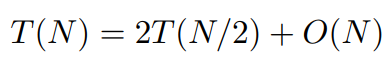 T(N) = 2T(N/2) + O(N)